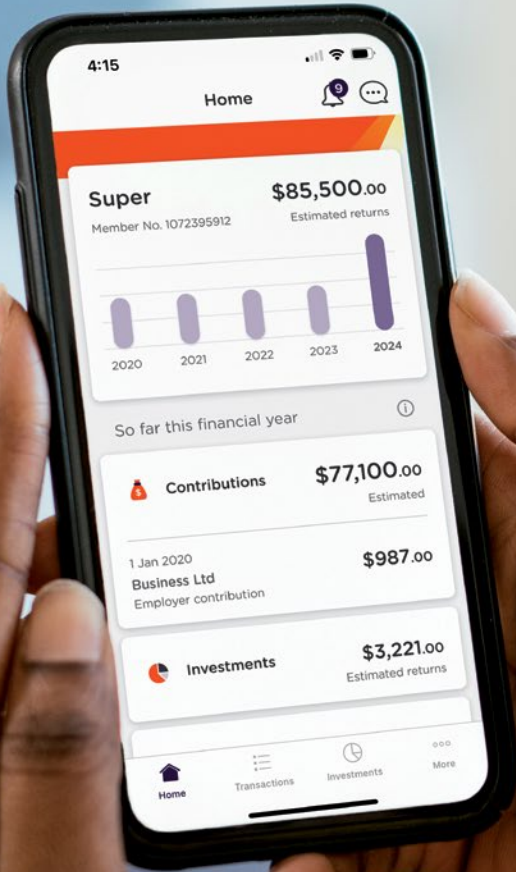 4:15
Home
9
Super
$85,500.00
Member No. 1072395912
Estimated returns
2020 2021 2022 2023 2024
So far this financial year
Contributions
$77,100.00
Estimated
1 Jan 2020
$987.00
Business Ltd
Employer contribution
Investments
$3,221.00
Estimated returns
Home Transactions Investments More